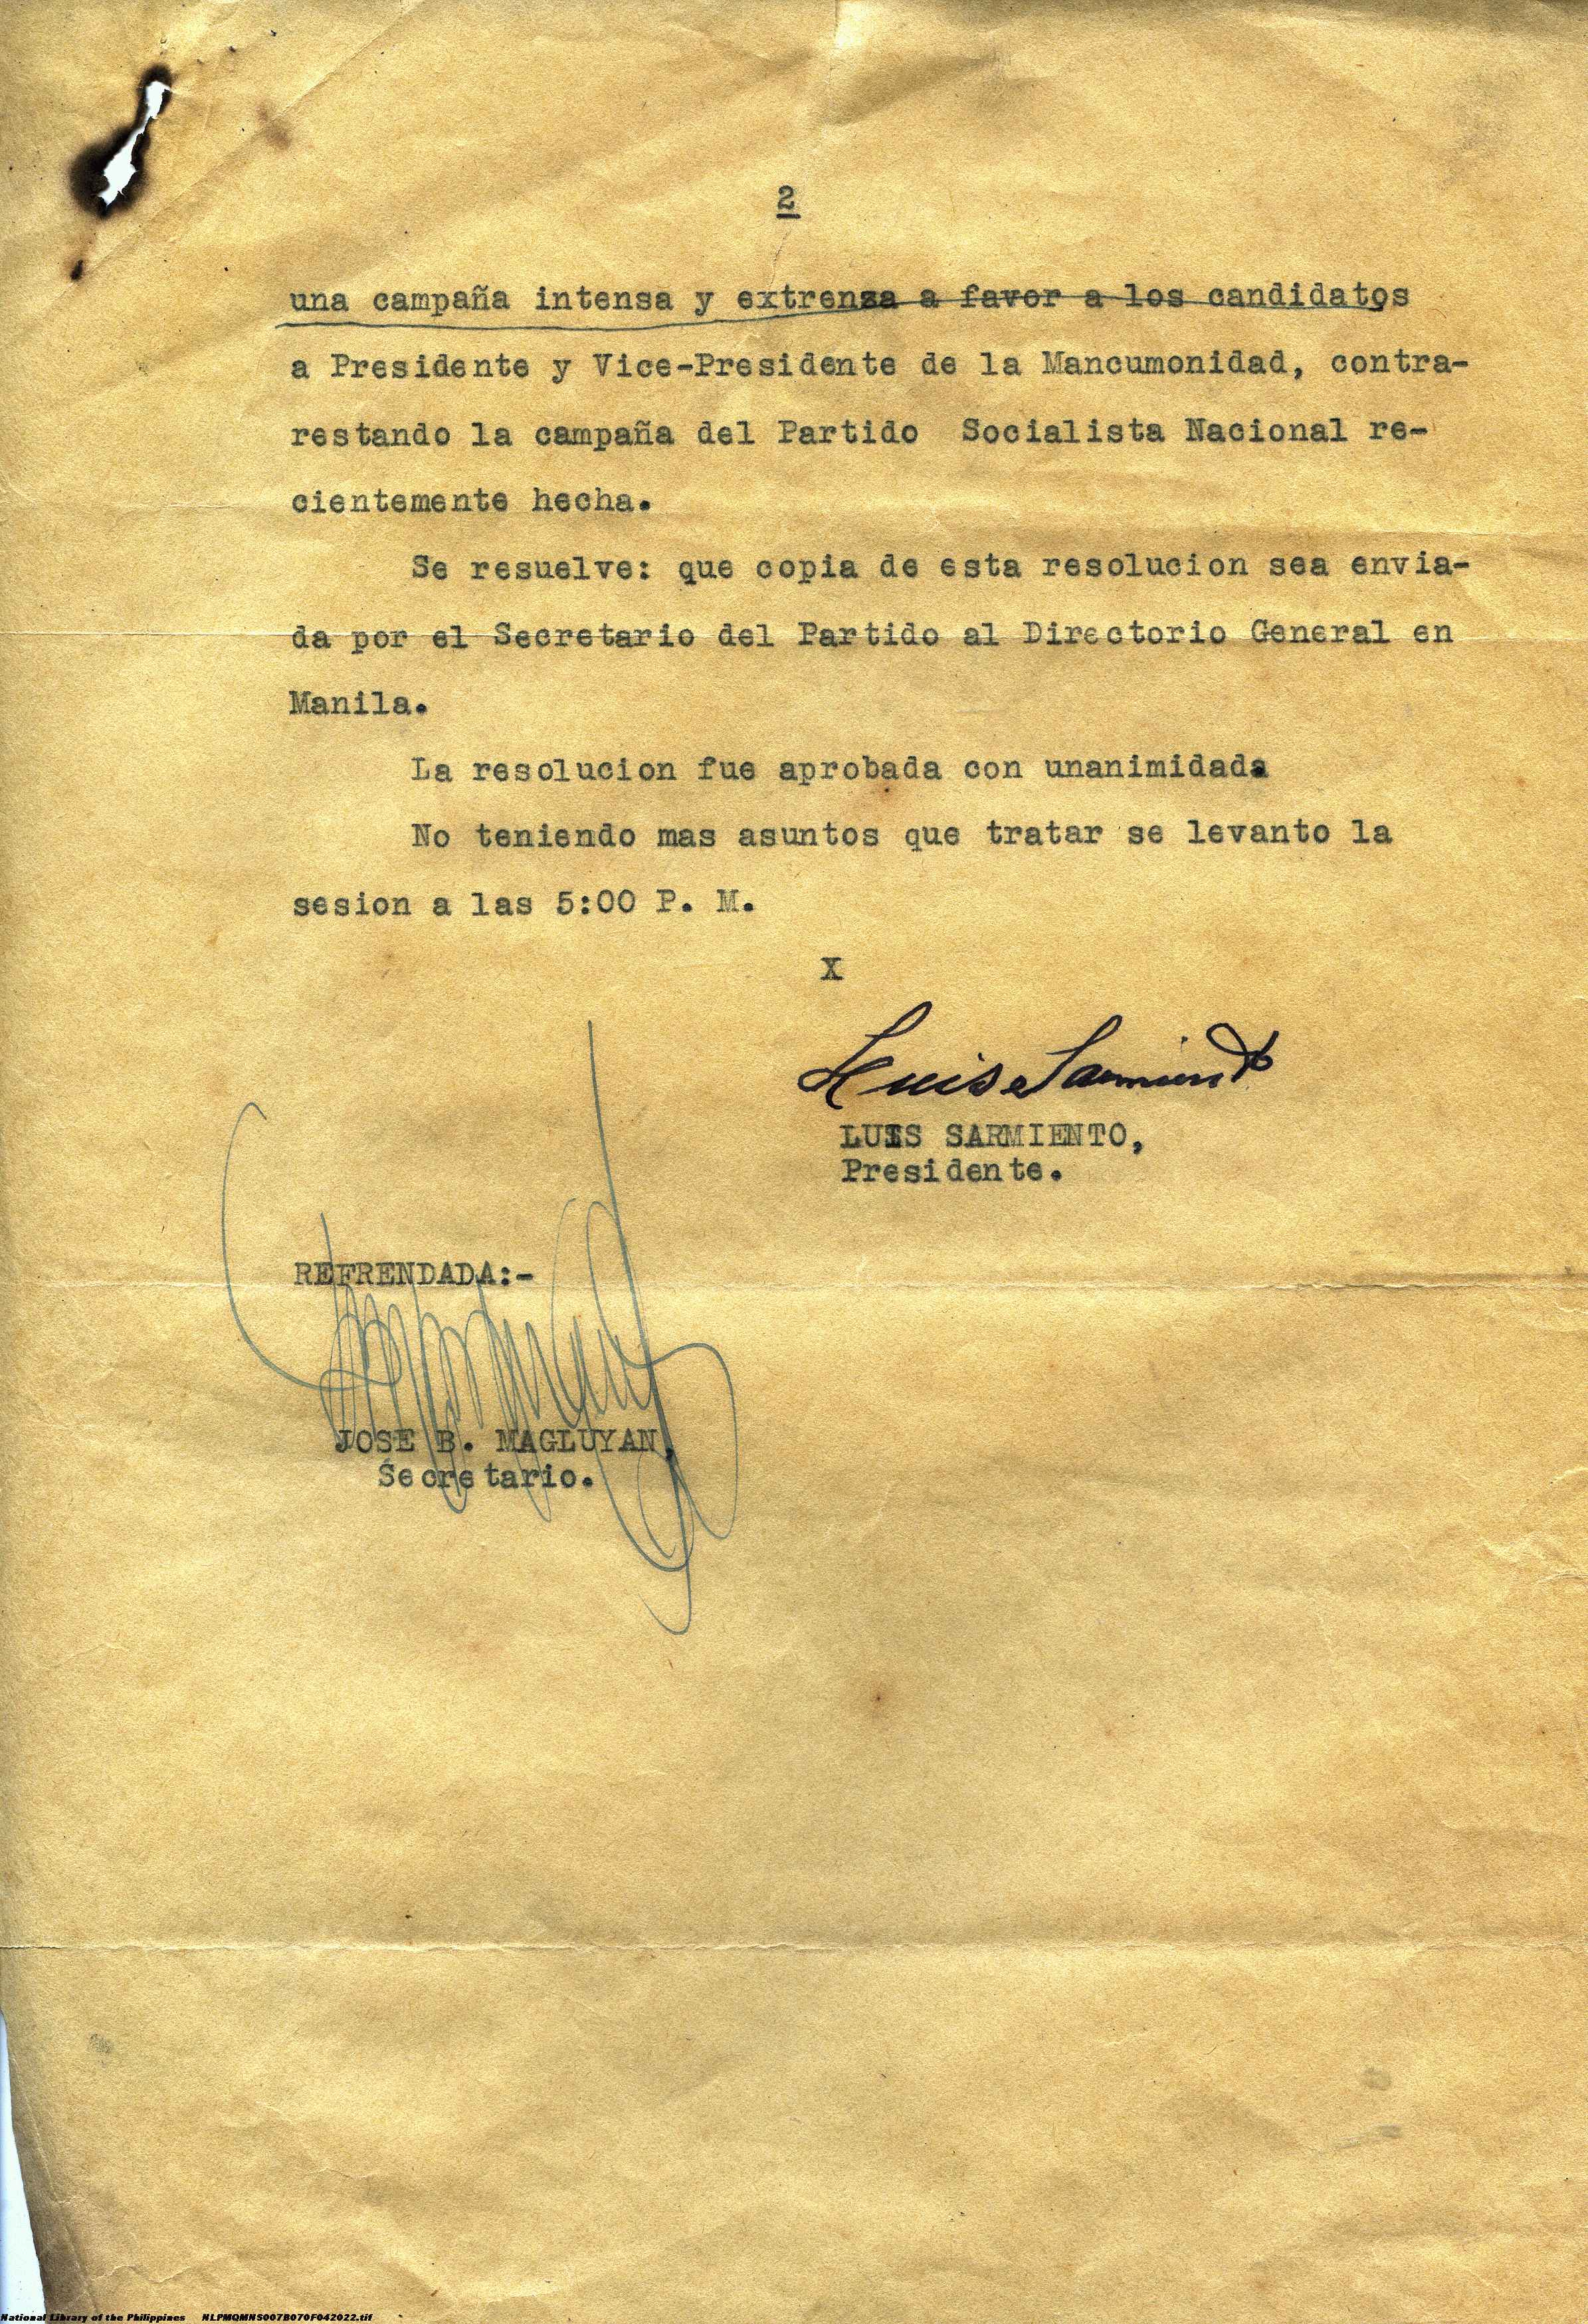 2
una campaña intensa y extrenza a favor a los candidatos
a Presidente y Vice-Presidente de la Mancumonidad, contra-
restando la campaña del Partido Socialista Nacional re-
cientemente hecha.
Se resuelve: que copia de esta resolucion sea envia-
da por el Secretario del Partido al Directorio General en
Manila.
La resolucion fue aprobada con unanimidada
No teniendo mas asuntos que tratar se levanto la
sesion a las 5:00 P. M.
X
Luis Sarmiento
LUIS SARMIENTO,
Presidente.
REFRENDADA:-
JOSE B. MAGLUYAN,
Secretario.
National Library of the Philippines NLPMQMNS007B070F042022.tif